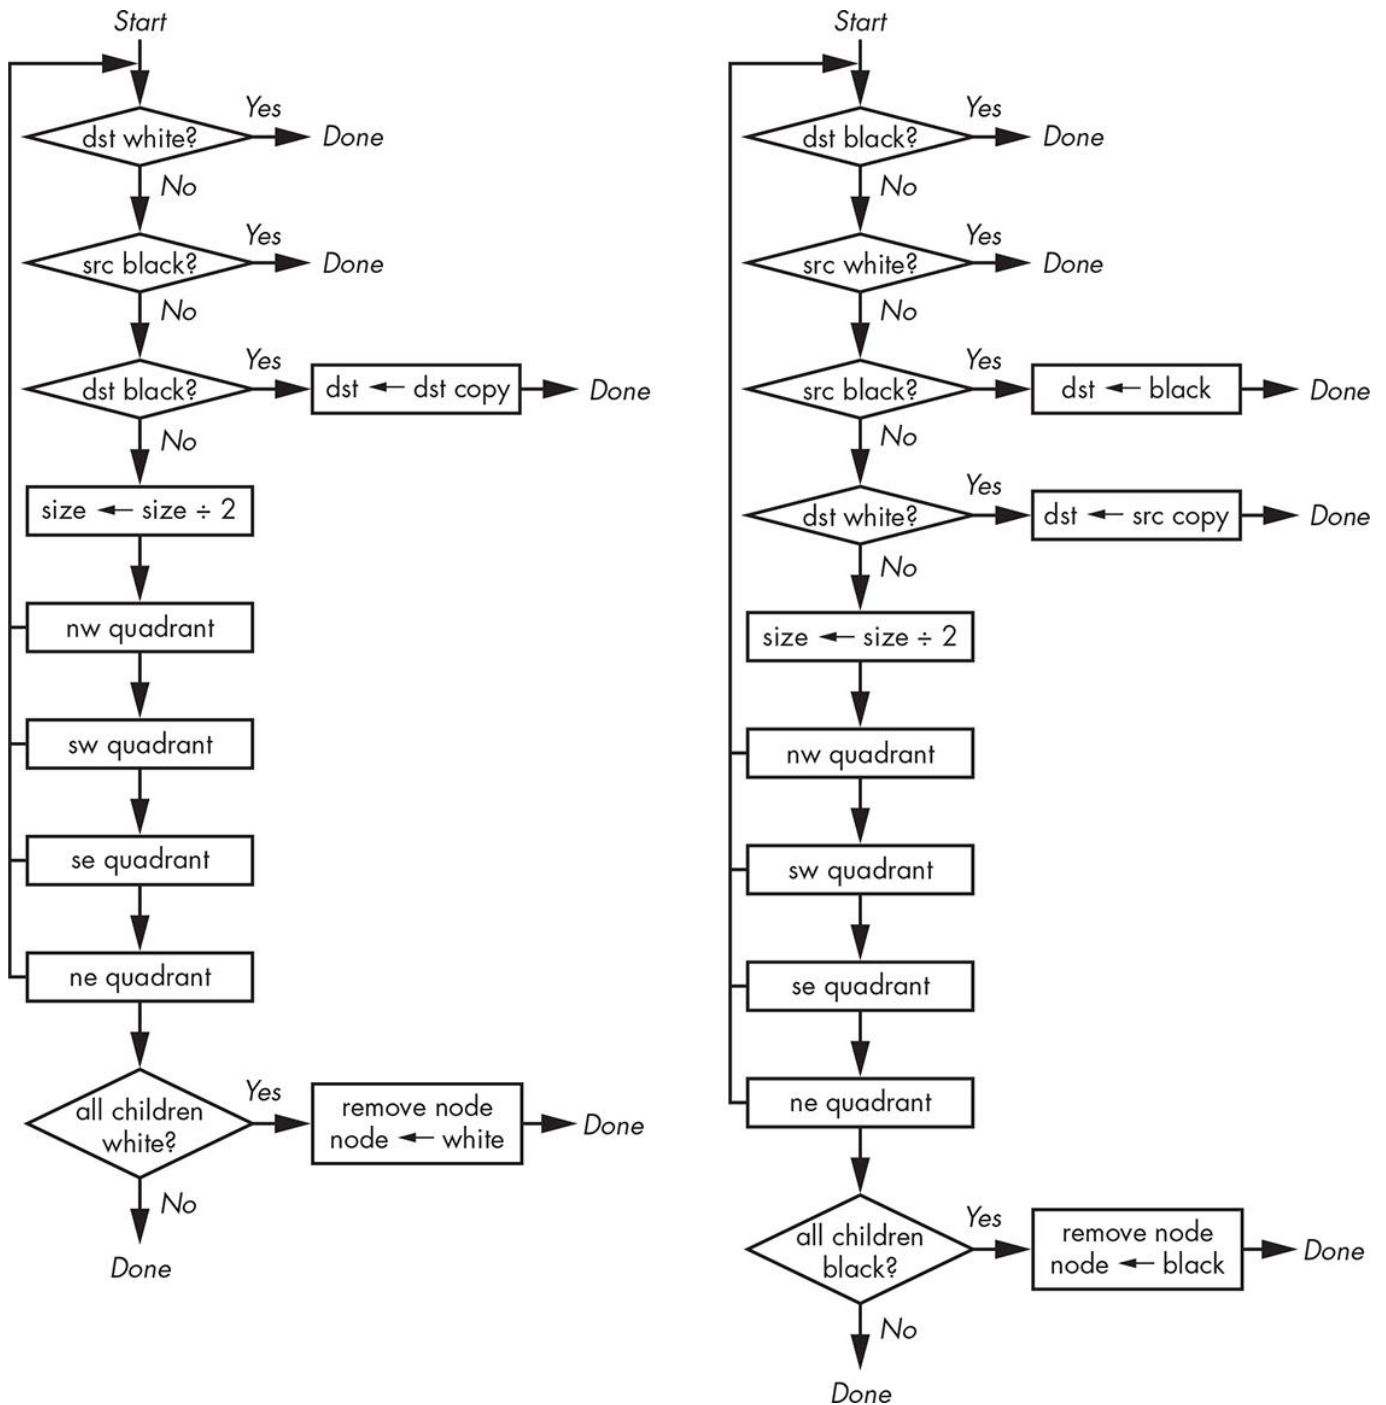 Start
dst white?
Yes
Done
No
src black?
Yes
Done
No
dst black?
Yes
dst ← dst copy
Done
No
size ← size ÷ 2
nw quadrant
sw quadrant
se quadrant
ne quadrant
all children
white?
Yes
remove node
node ← white
Done
No
Done
Start
dst black?
Yes
Done
No
src white?
Yes
Done
No
src black?
Yes
dst ← black
Done
No
dst white?
Yes
dst ← src copy
Done
No
size ← size ÷ 2
nw quadrant
sw quadrant
se quadrant
ne quadrant
all children
black?
Yes
remove node
node ← black
Done
No
Done